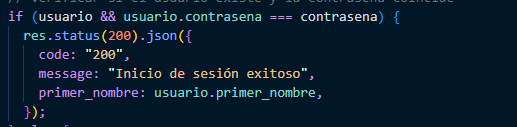 // Verificar si el usuario existe y la contraseña coincide
if (usuario && usuario.contrasena === contrasena) {
res.status(200).json({
code: "200",
message: "Inicio de sesión exitoso",
primer_nombre: usuario.primer_nombre,
});